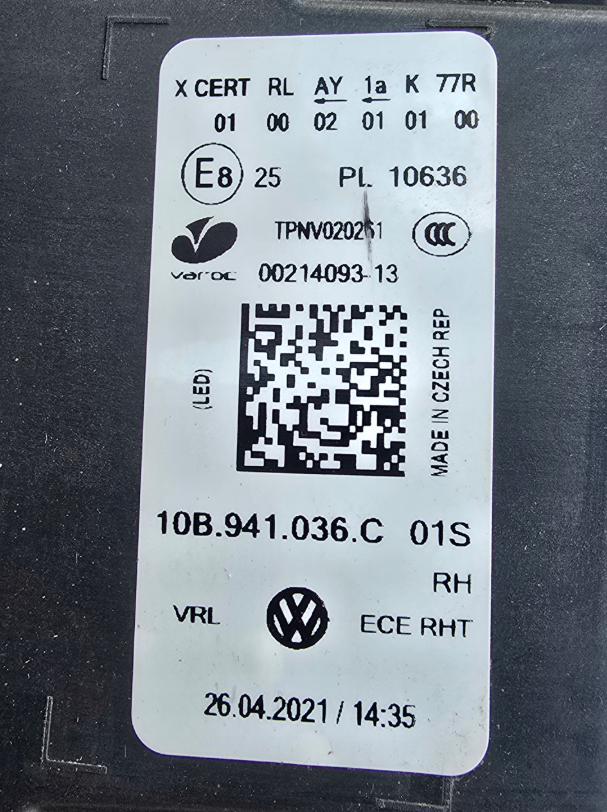 X CERT RL AY 1a K 77R
01 00 02 01 01 00
E8 25 PL 10636
TPNV020261
varoc 00214093-13
(LED)
MADE IN CZECH REP
10B.941.036.C 01S
RH
VRL ECE RHT
26.04.2021 / 14:35